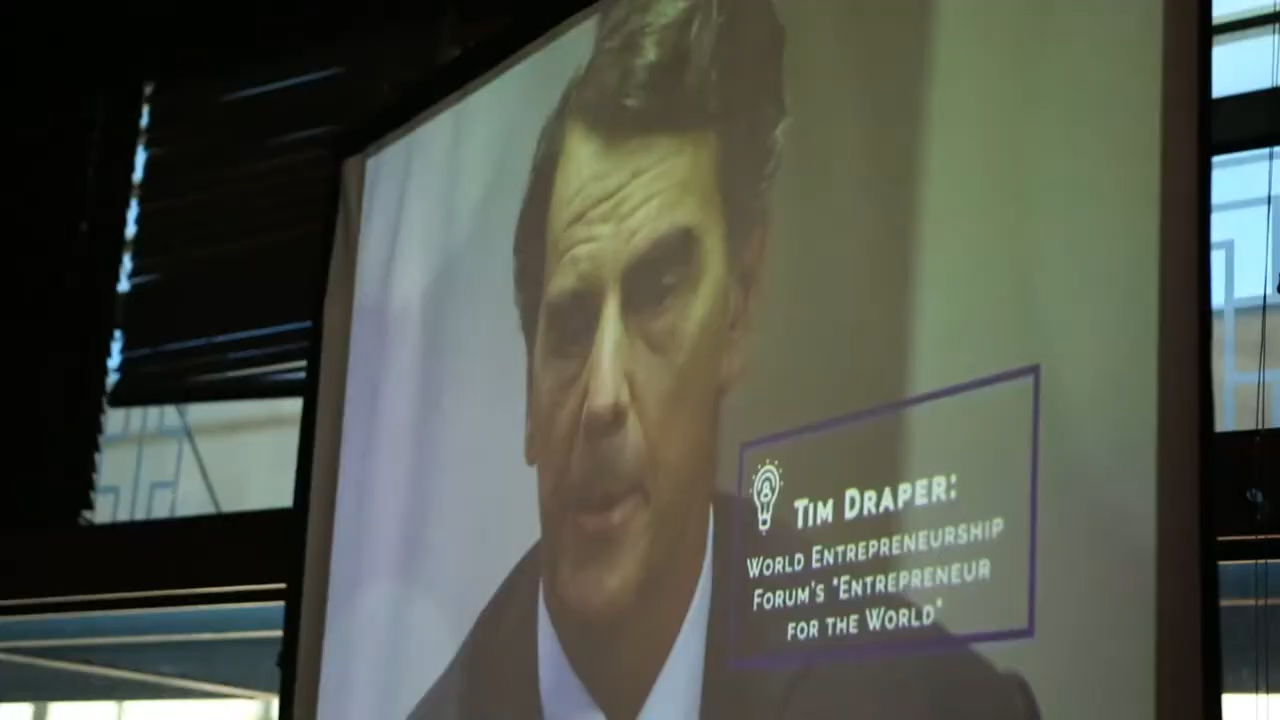 TIM DRAPER:
WORLD ENTREPRENEURSHIP
FORUM'S "ENTREPRENEUR
FOR THE WORLD"